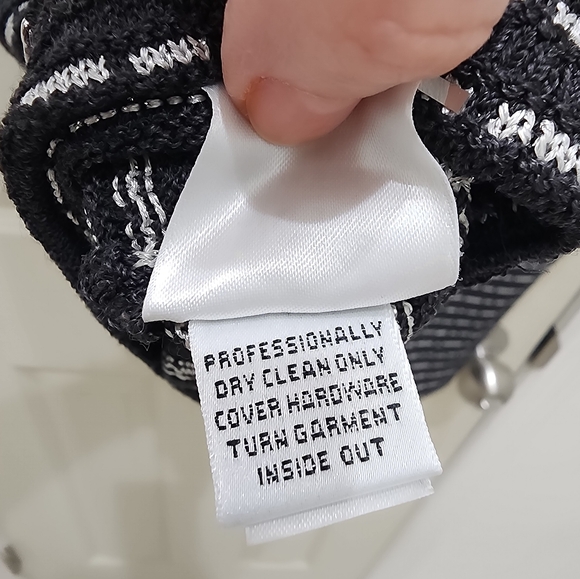 PROFESSIONALLY
DRY CLEAN ONLY
COVER HARDWARE
TURN GARMENT
INSIDE OUT